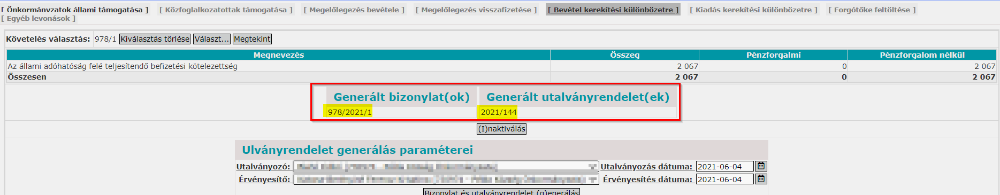 [ Önkormányzatok állami támogatása ] [ Közfoglalkozatottak támogatása ] [ Megelőlegezés bevétele ] [ Megelőlegezés visszafizetése ] [ Bevétel kerekítési különbözetre ] [ Kiadás kerekítési különbözetre ] [ Forgótőke feltöltése ]
[ Egyéb levonások ]
Követelés választás: 978/1 Kiválasztás törlése Választ... Megtekint
Megnevezés Összeg Pénzforgalmi Pénzforgalom nélkül
Az állami adóhatóság felé teljesítendő befizetési kötelezettség 2 067 0 2 067
Összesen 2 067 0 2 067
Generált bizonylat(ok) Generált utalványrendelet(ek)
978/2021/1 2021/144
(I)naktiválás
Ulványrendelet generálás paraméterei
Utalványozó: Utalványozás dátuma: 2021-06-04
Érvényesítő: Érvényesítés dátuma: 2021-06-04
Bizonylat és utalványrendelet (g)enerálás